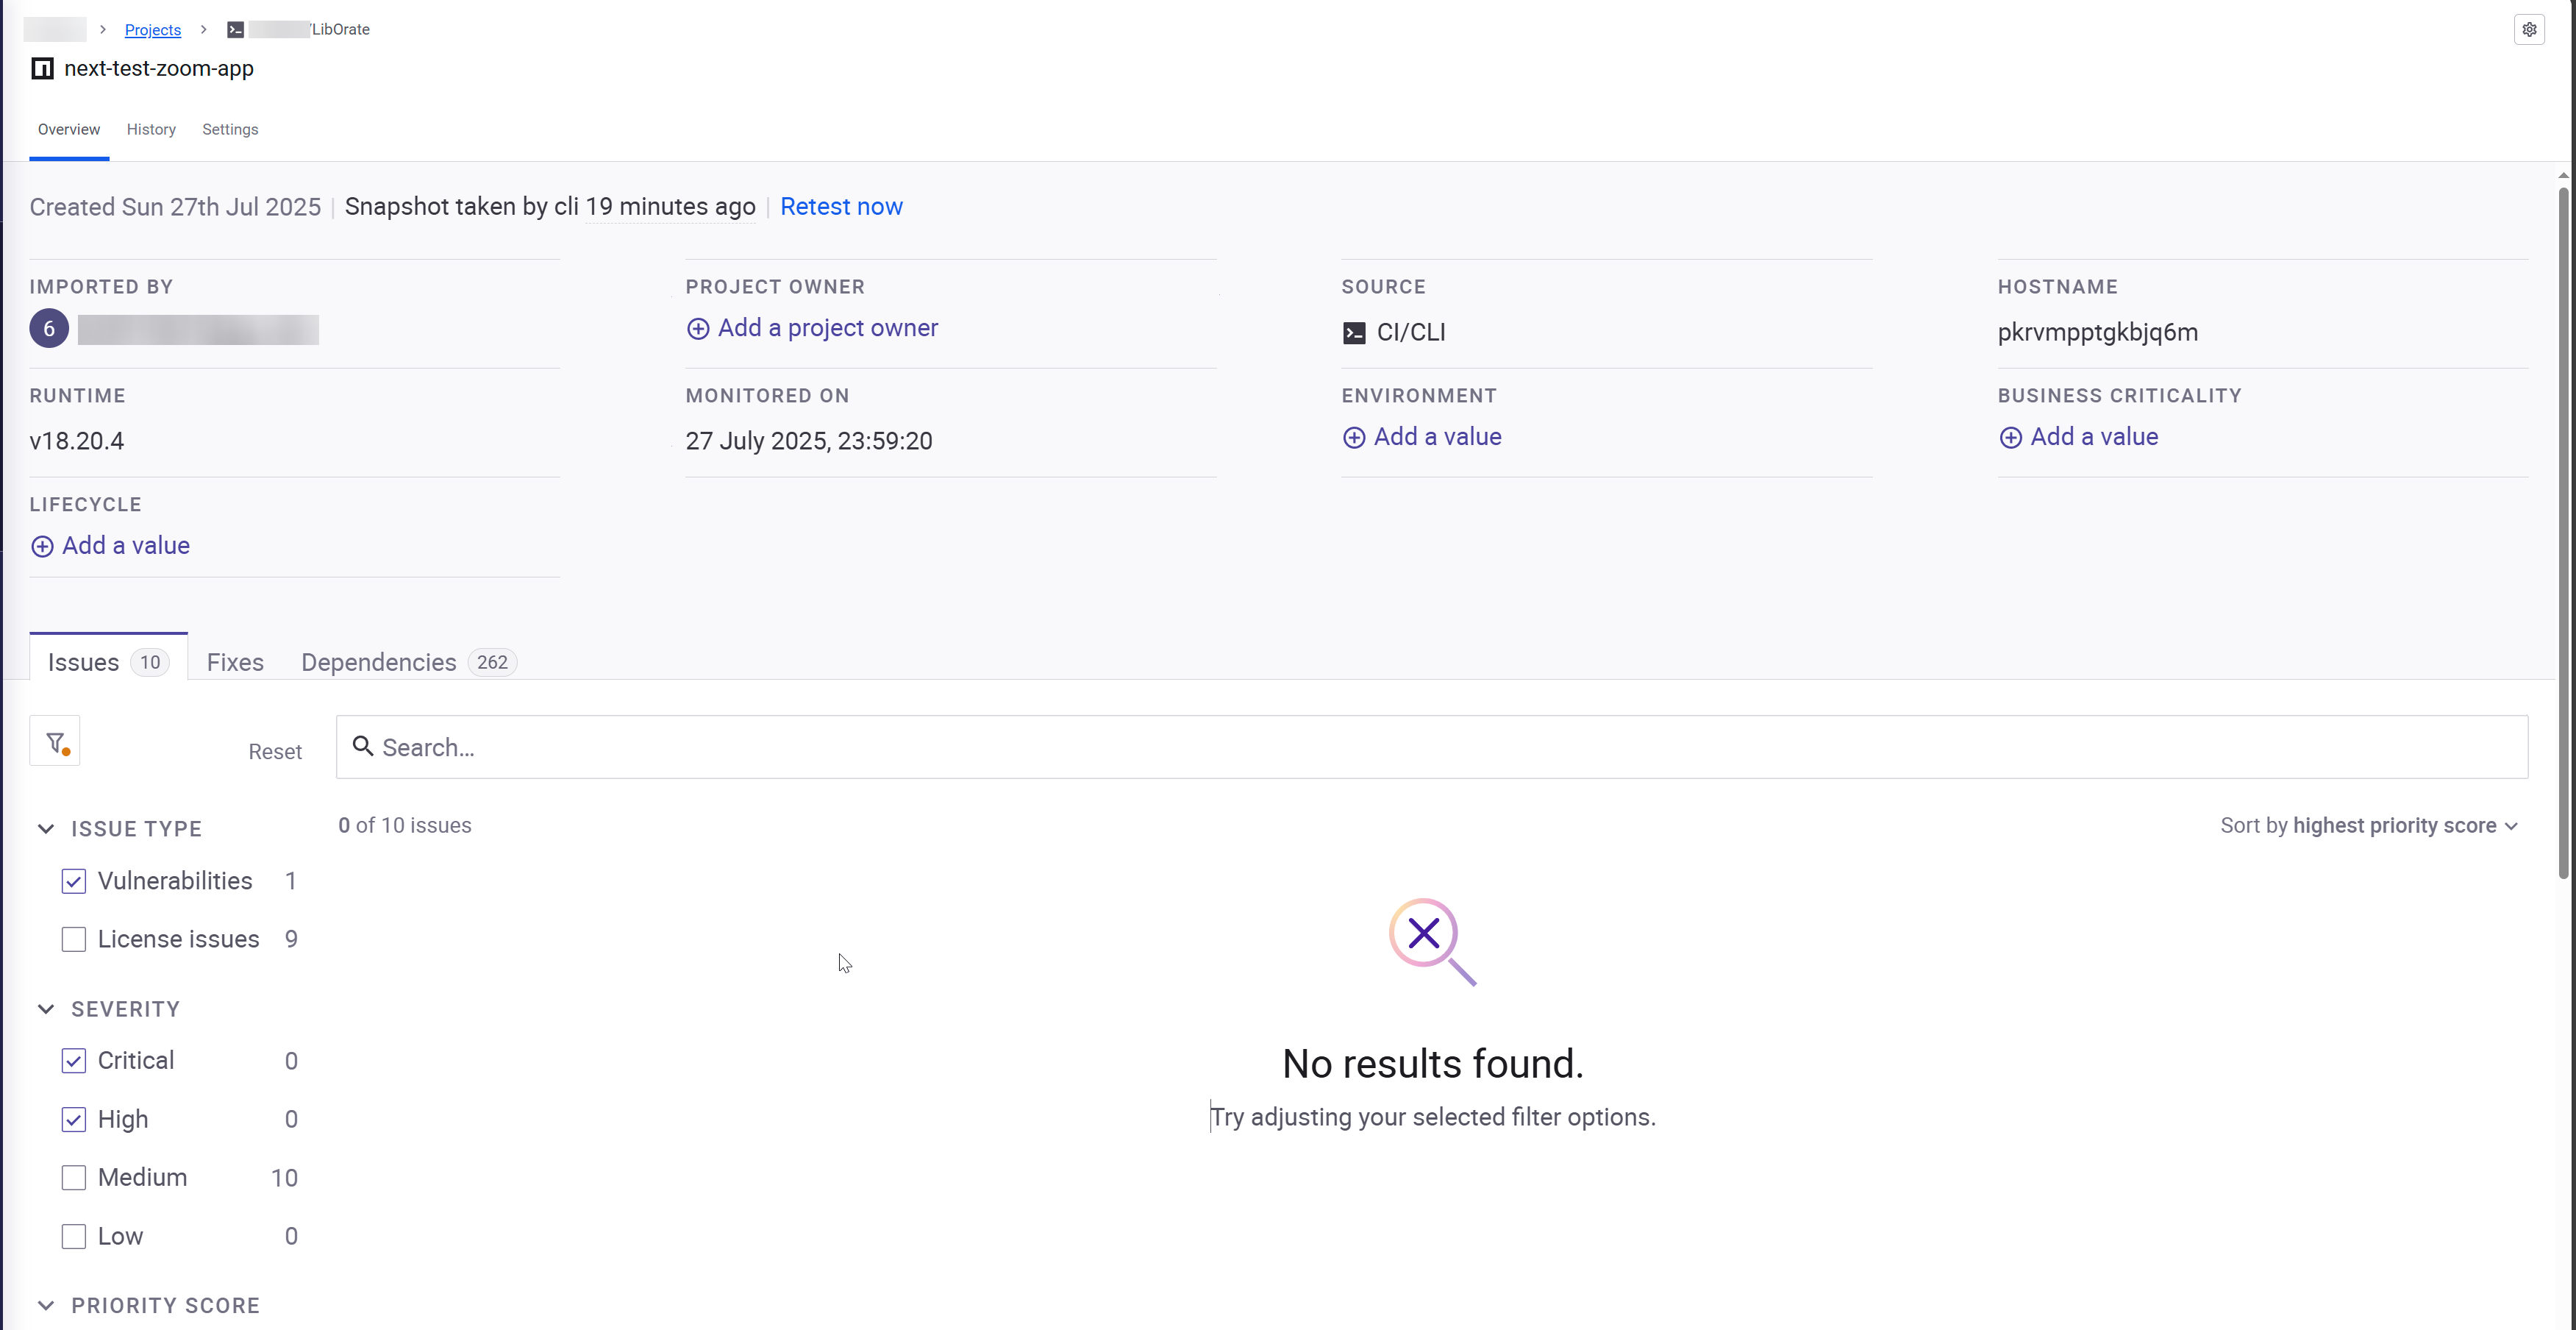 Projects
/LibOrate
next-test-zoom-app
Overview History Settings
Created Sun 27th Jul 2025 | Snapshot taken by cli 19 minutes ago | Retest now
IMPORTED BY
6
PROJECT OWNER
Add a project owner
SOURCE
CI/CLI
HOSTNAME
pkrvmpptgkbjq6m
RUNTIME
v18.20.4
MONITORED ON
27 July 2025, 23:59:20
ENVIRONMENT
Add a value
BUSINESS CRITICALITY
Add a value
LIFECYCLE
Add a value
Issues 10 Fixes Dependencies 262
Reset
Search...
ISSUE TYPE
Vulnerabilities 1
License issues 9
SEVERITY
Critical 0
High 0
Medium 10
Low 0
PRIORITY SCORE
0 of 10 issues
Sort by highest priority score
No results found.
Try adjusting your selected filter options.